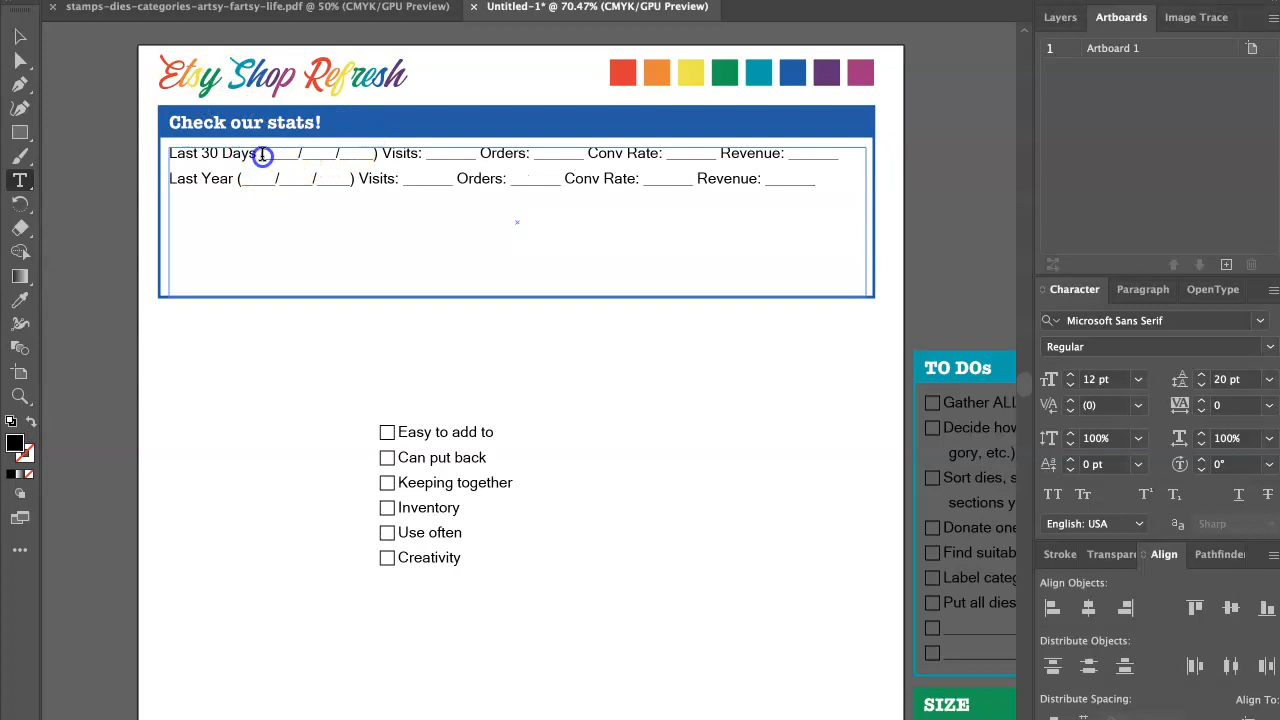 stamps-dies-categories-artsy-fartsy-life.pdf @ 50% (CMYK/GPU Preview)
Untitled-1* @ 70.47% (CMYK/GPU Preview)
Layers Artboards Image Trace
1 Artboard 1
Etsy Shop Refresh
Check our stats!
Last 30 Days (____/____/____) Visits: ______ Orders: ______ Conv Rate: ______ Revenue: ______
Last Year (____/____/____) Visits: ______ Orders: ______ Conv Rate: ______ Revenue: ______
Easy to add to
Can put back
Keeping together
Inventory
Use often
Creativity
TO DOs
Gather ALL
Decide how
gory, etc.)
Sort dies, s
sections y
Donate one
Find suitab
Label categ
Put all dies
SIZE
Character Paragraph OpenType
Microsoft Sans Serif
Regular
12 pt 20 pt
(0) 0
100% 100%
0 pt 0°
English: USA Sharp
Stroke Transpar Align Pathfinde
Align Objects:
Distribute Objects:
Distribute Spacing: Align To: